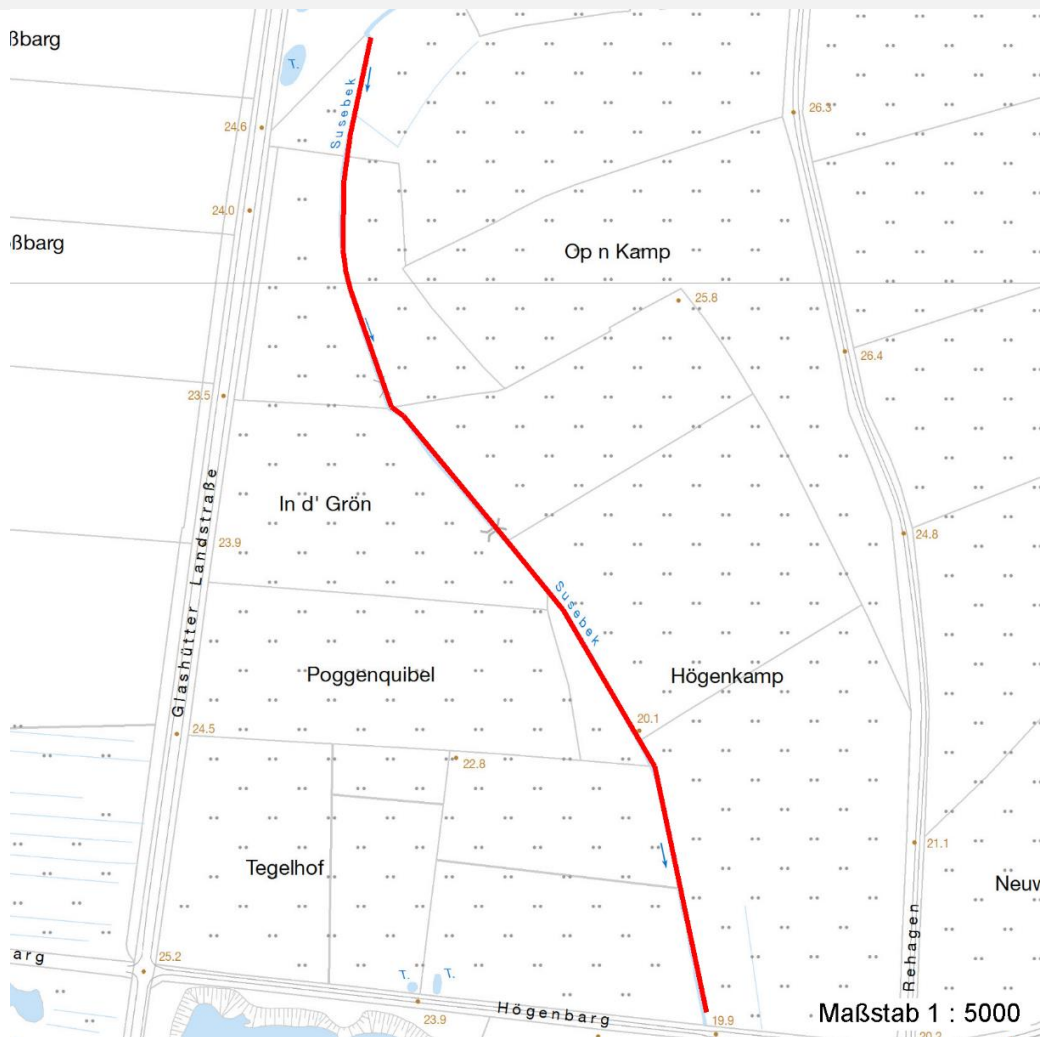 ßbarg
T.
Susebek
24.6
26.3
24.0
ßbarg
Op n Kamp
25.8
26.4
23.5
Glashütter Landstraße
In d' Grön
23.9
24.8
Susebek
Poggenquibel
Högenkamp
20.1
24.5
22.8
21.1
Tegelhof
Neuw
Rehagen
arg
25.2
T.
T.
Högenbarg
23.9
19.9
Maßstab 1 : 5000